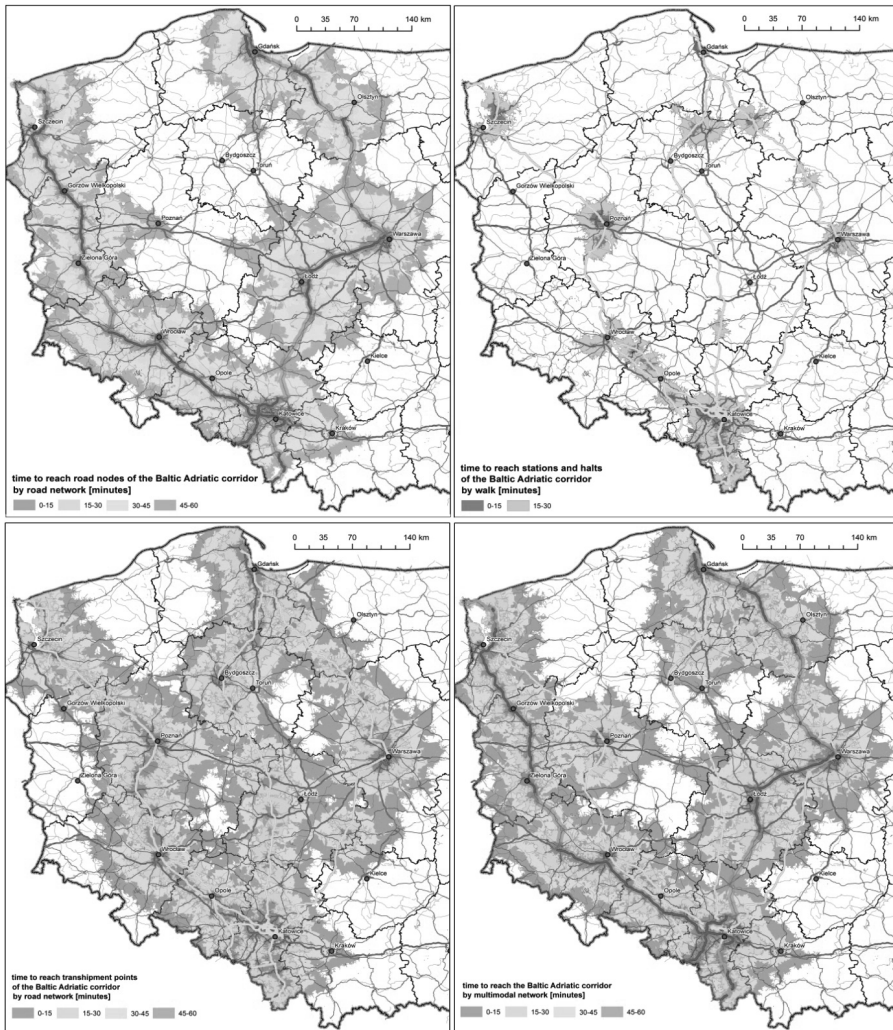 0 35 70 140 km
Gdańsk
Olsztyn
Szczecin
Bydgoszcz
Toruń
Gorzów Wielkopolski
Poznań
Warszawa
Zielona Góra
Łódź
Wrocław
Kielce
Opole
Katowice
Kraków
time to reach road nodes of the Baltic Adriatic corridor
by road network [minutes]
0-15 15-30 30-45 45-60
0 35 70 140 km
Gdańsk
Olsztyn
Szczecin
Bydgoszcz
Toruń
Gorzów Wielkopolski
Poznań
Warszawa
Zielona Góra
Łódź
Wrocław
Kielce
Opole
Katowice
Kraków
time to reach stations and halts
of the Baltic Adriatic corridor
by walk [minutes]
0-15 15-30
0 35 70 140 km
Gdańsk
Olsztyn
Szczecin
Bydgoszcz
Toruń
Gorzów Wielkopolski
Poznań
Warszawa
Zielona Góra
Łódź
Wrocław
Kielce
Opole
Katowice
Kraków
time to reach transhipment points
of the Baltic Adriatic corridor
by road network [minutes]
0-15 15-30 30-45 45-60
0 35 70 140 km
Gdańsk
Olsztyn
Szczecin
Bydgoszcz
Toruń
Gorzów Wielkopolski
Poznań
Warszawa
Zielona Góra
Łódź
Wrocław
Kielce
Opole
Katowice
Kraków
time to reach the Baltic Adriatic corridor
by multimodal network [minutes]
0-15 15-30 30-45 45-60